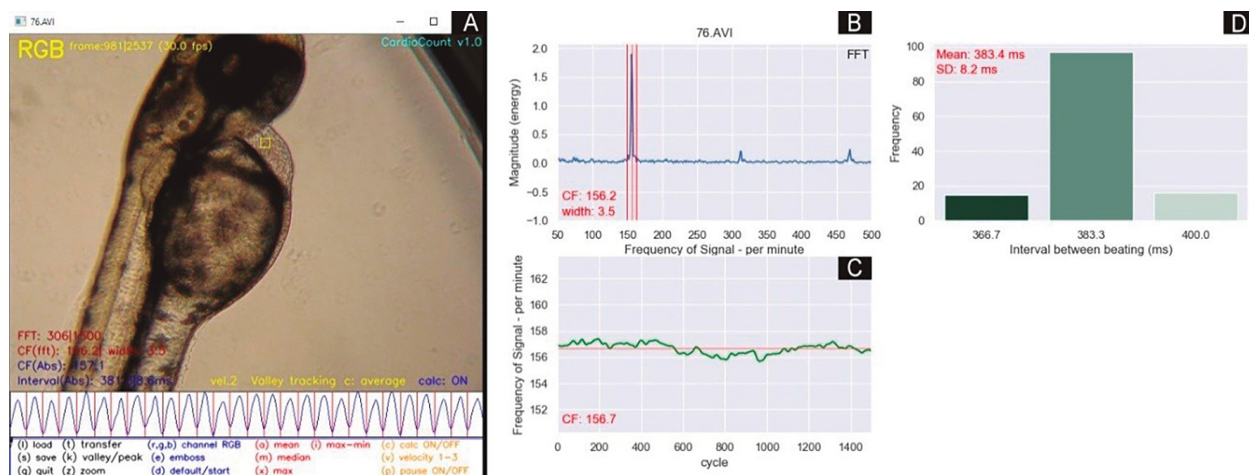 76.AVI
A
RGB frame:981|2537 (30.0 fps)
CardioCount v1.0
FFT: 306|1500
CF(fft): 156.2| width: 3.5
CF(Abs): 157.1
Interval(Abs): 381
vel.2 Valley tracking c: average calc: ON
(l) load (t) transfer (r,g,b) channel RGB (a) mean (i) max-min (c) calc ON/OFF
(s) save (k) valley/peak (e) emboss (m) median (v) velocity 1-3
(q) quit (z) zoom (d) default/start (x) max (p) pause ON/OFF
B
76.AVI
FFT
2.0
1.5
1.0
0.5
0.0
−0.5
−1.0
Magnitude (energy)
CF: 156.2
width: 3.5
50 100 150 200 250 300 350 400 450 500
Frequency of Signal - per minute
C
162
160
158
156
154
152
Frequency of Signal - per minute
CF: 156.7
0 200 400 600 800 1000 1200 1400
cycle
D
Mean: 383.4 ms
SD: 8.2 ms
100
80
60
40
20
0
Frequency
366.7 383.3 400.0
Interval between beating (ms)